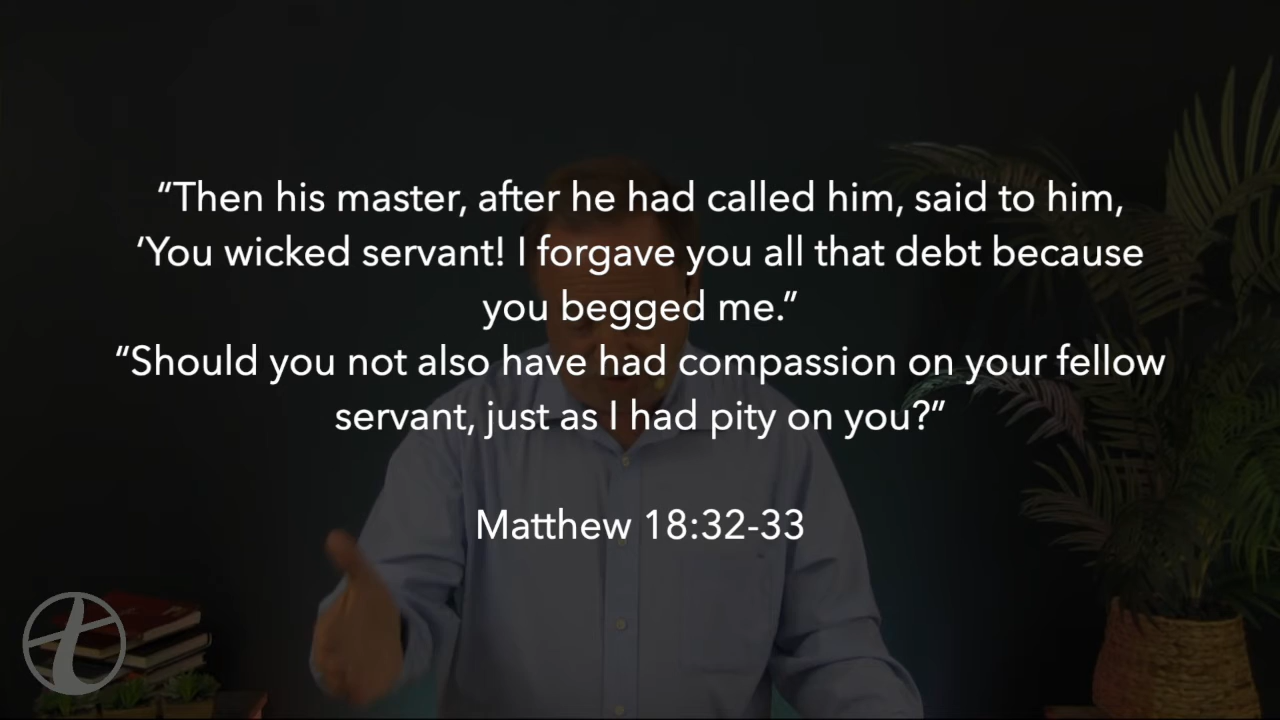 “Then his master, after he had called him, said to him,
‘You wicked servant! I forgave you all that debt because
you begged me.”
“Should you not also have had compassion on your fellow
servant, just as I had pity on you?”
Matthew 18:32-33